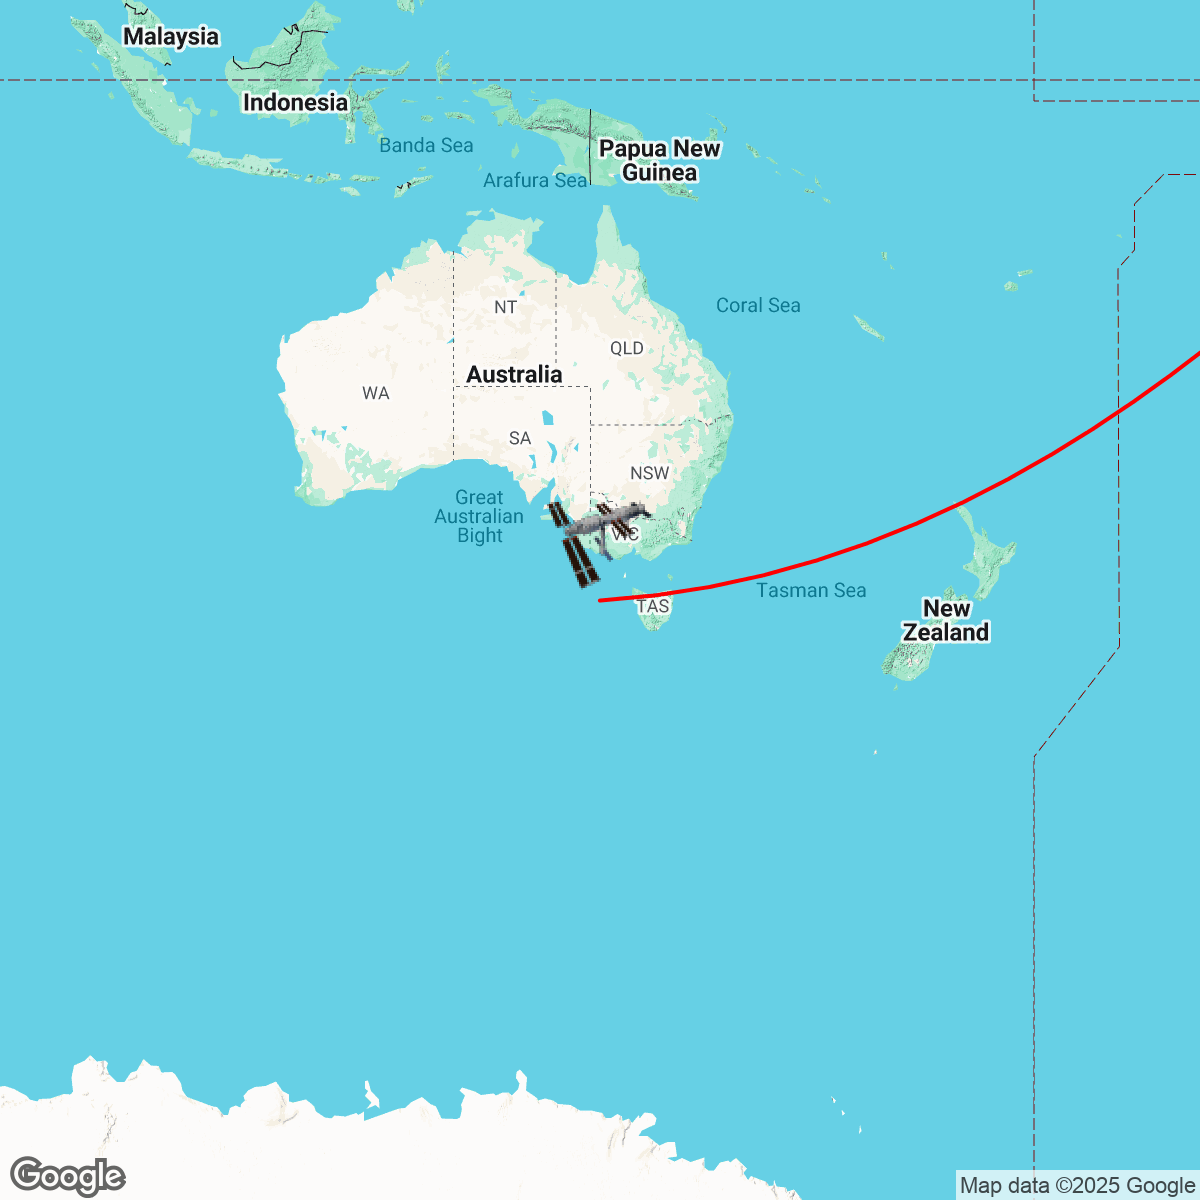 Malaysia
Indonesia
Banda Sea
Papua New
Guinea
Arafura Sea
NT
Coral Sea
QLD
Australia
WA
SA
NSW
Great
Australian
Bight
VIC
Tasman Sea
TAS
New
Zealand
Google
Map data ©2025 Google